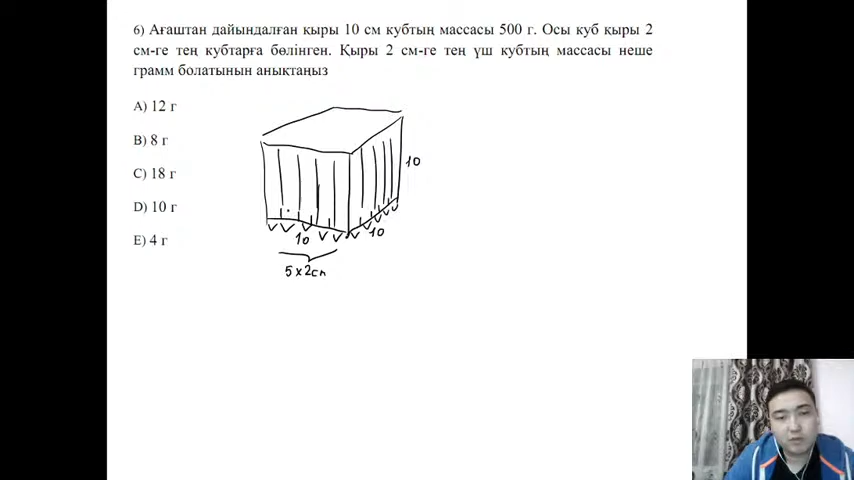 6) Ағаштан дайындалған қыры 10 см кубтың массасы 500 г. Осы куб қыры 2
см-ге тең кубтарға бөлінген. Қыры 2 см-ге тең үш кубтың массасы неше
грамм болатынын анықтаңыз
A) 12 г
B) 8 г
C) 18 г
D) 10 г
E) 4 г
10
10
10
5 x 2cм